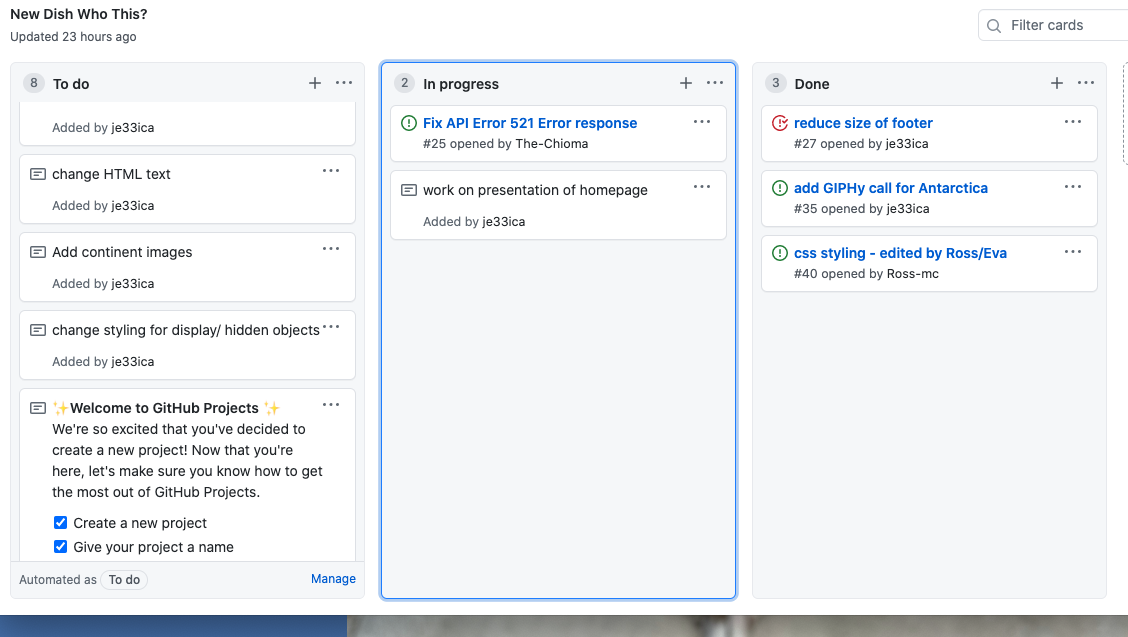 New Dish Who This?
Updated 23 hours ago
Filter cards
8 To do
Added by je33ica
change HTML text
Added by je33ica
Add continent images
Added by je33ica
change styling for display/ hidden objects
Added by je33ica
✨Welcome to GitHub Projects ✨
We're so excited that you've decided to
create a new project! Now that you're
here, let's make sure you know how to get
the most out of GitHub Projects.
Create a new project
Give your project a name
Automated as To do Manage
2 In progress
Fix API Error 521 Error response
#25 opened by The-Chioma
work on presentation of homepage
Added by je33ica
3 Done
reduce size of footer
#27 opened by je33ica
add GIPHy call for Antarctica
#35 opened by je33ica
css styling - edited by Ross/Eva
#40 opened by Ross-mc